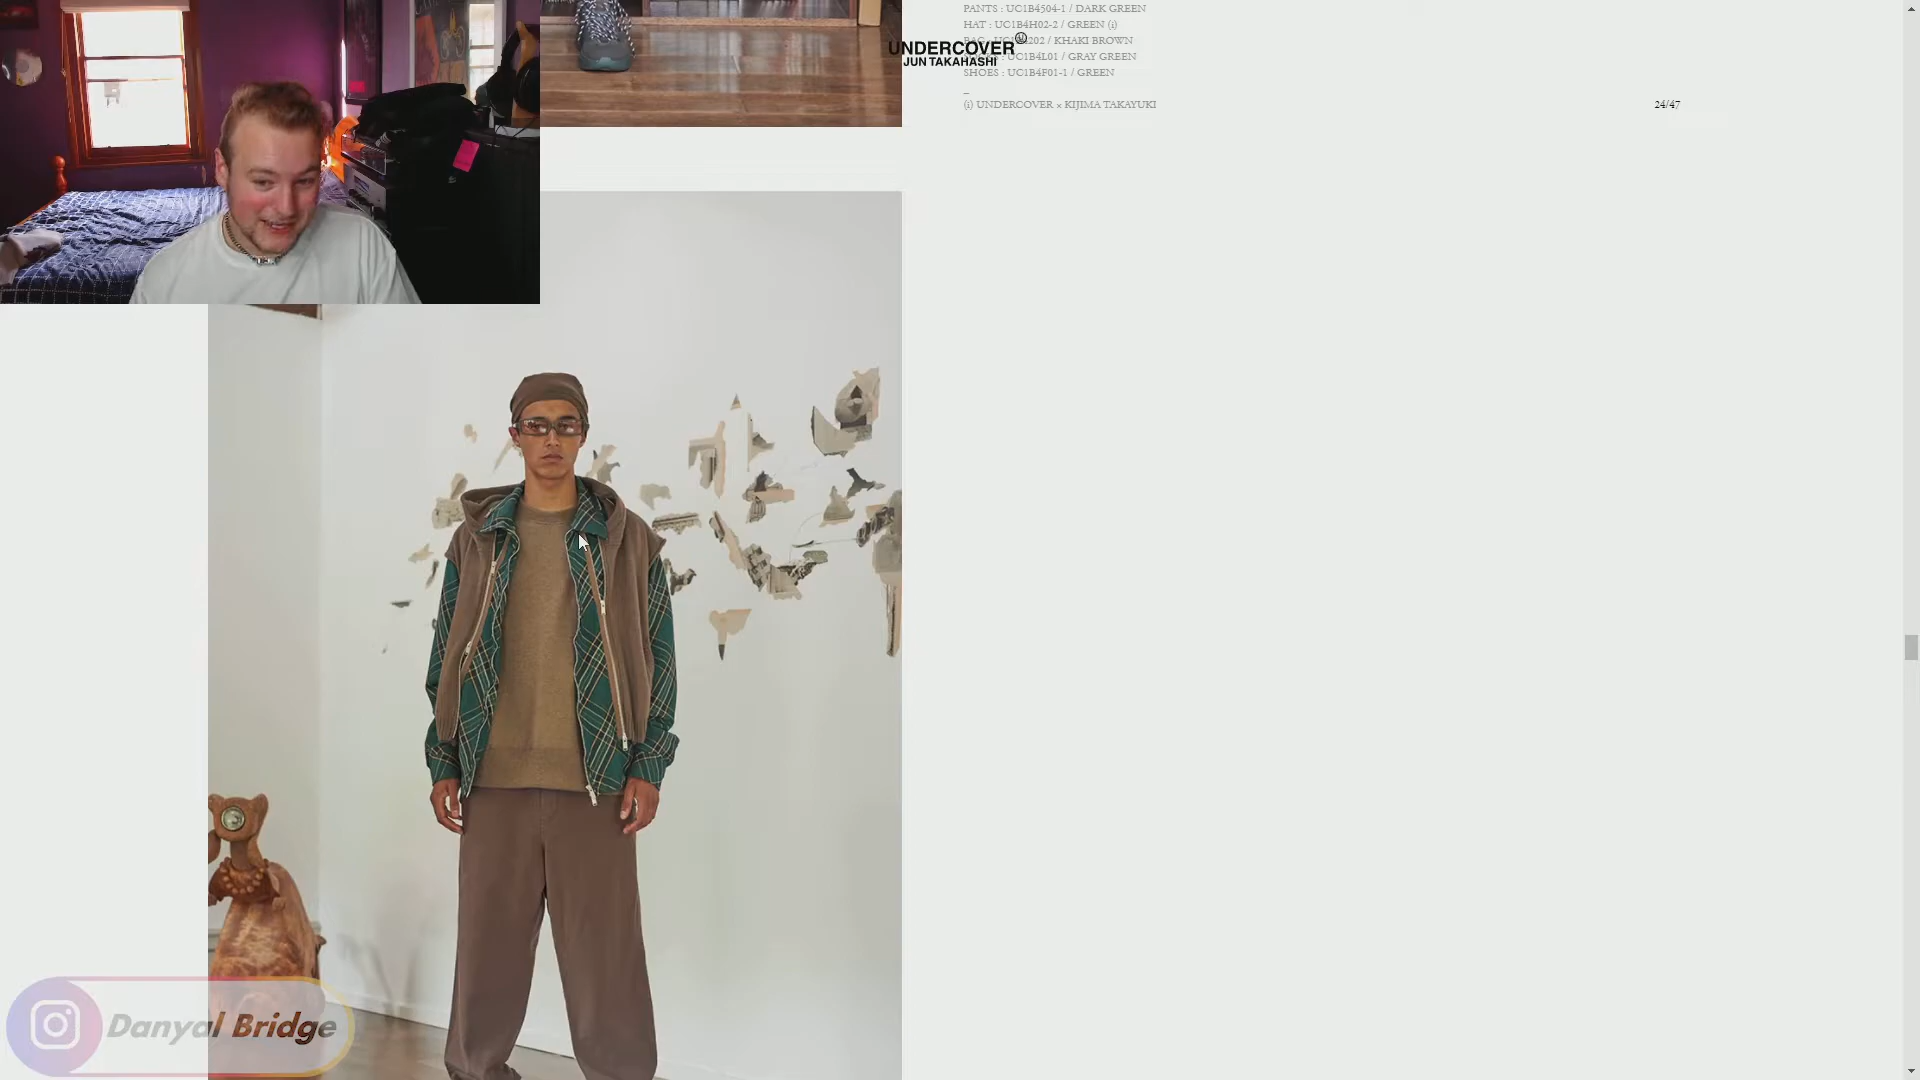 PANTS : UC1B4504-1 / DARK GREEN
HAT : UC1B4H02-2 / GREEN (i)
UNDERCOVER
JUN TAKAHASHI
202 / KHAKI BROWN
: UC1B4L01 / GRAY GREEN
SHOES : UC1B4F01-1 / GREEN
_
(i) UNDERCOVER × KIJIMA TAKAYUKI
24/47
Danyal Bridge